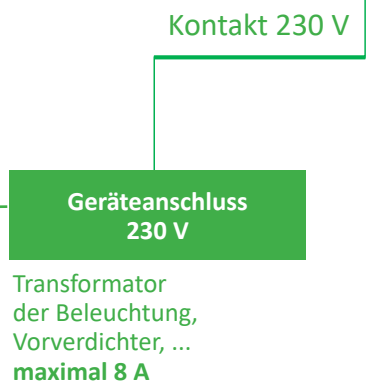 Kontakt 230 V
Geräteanschluss
230 V
Transformator
der Beleuchtung,
Vorverdichter, ...
maximal 8 A